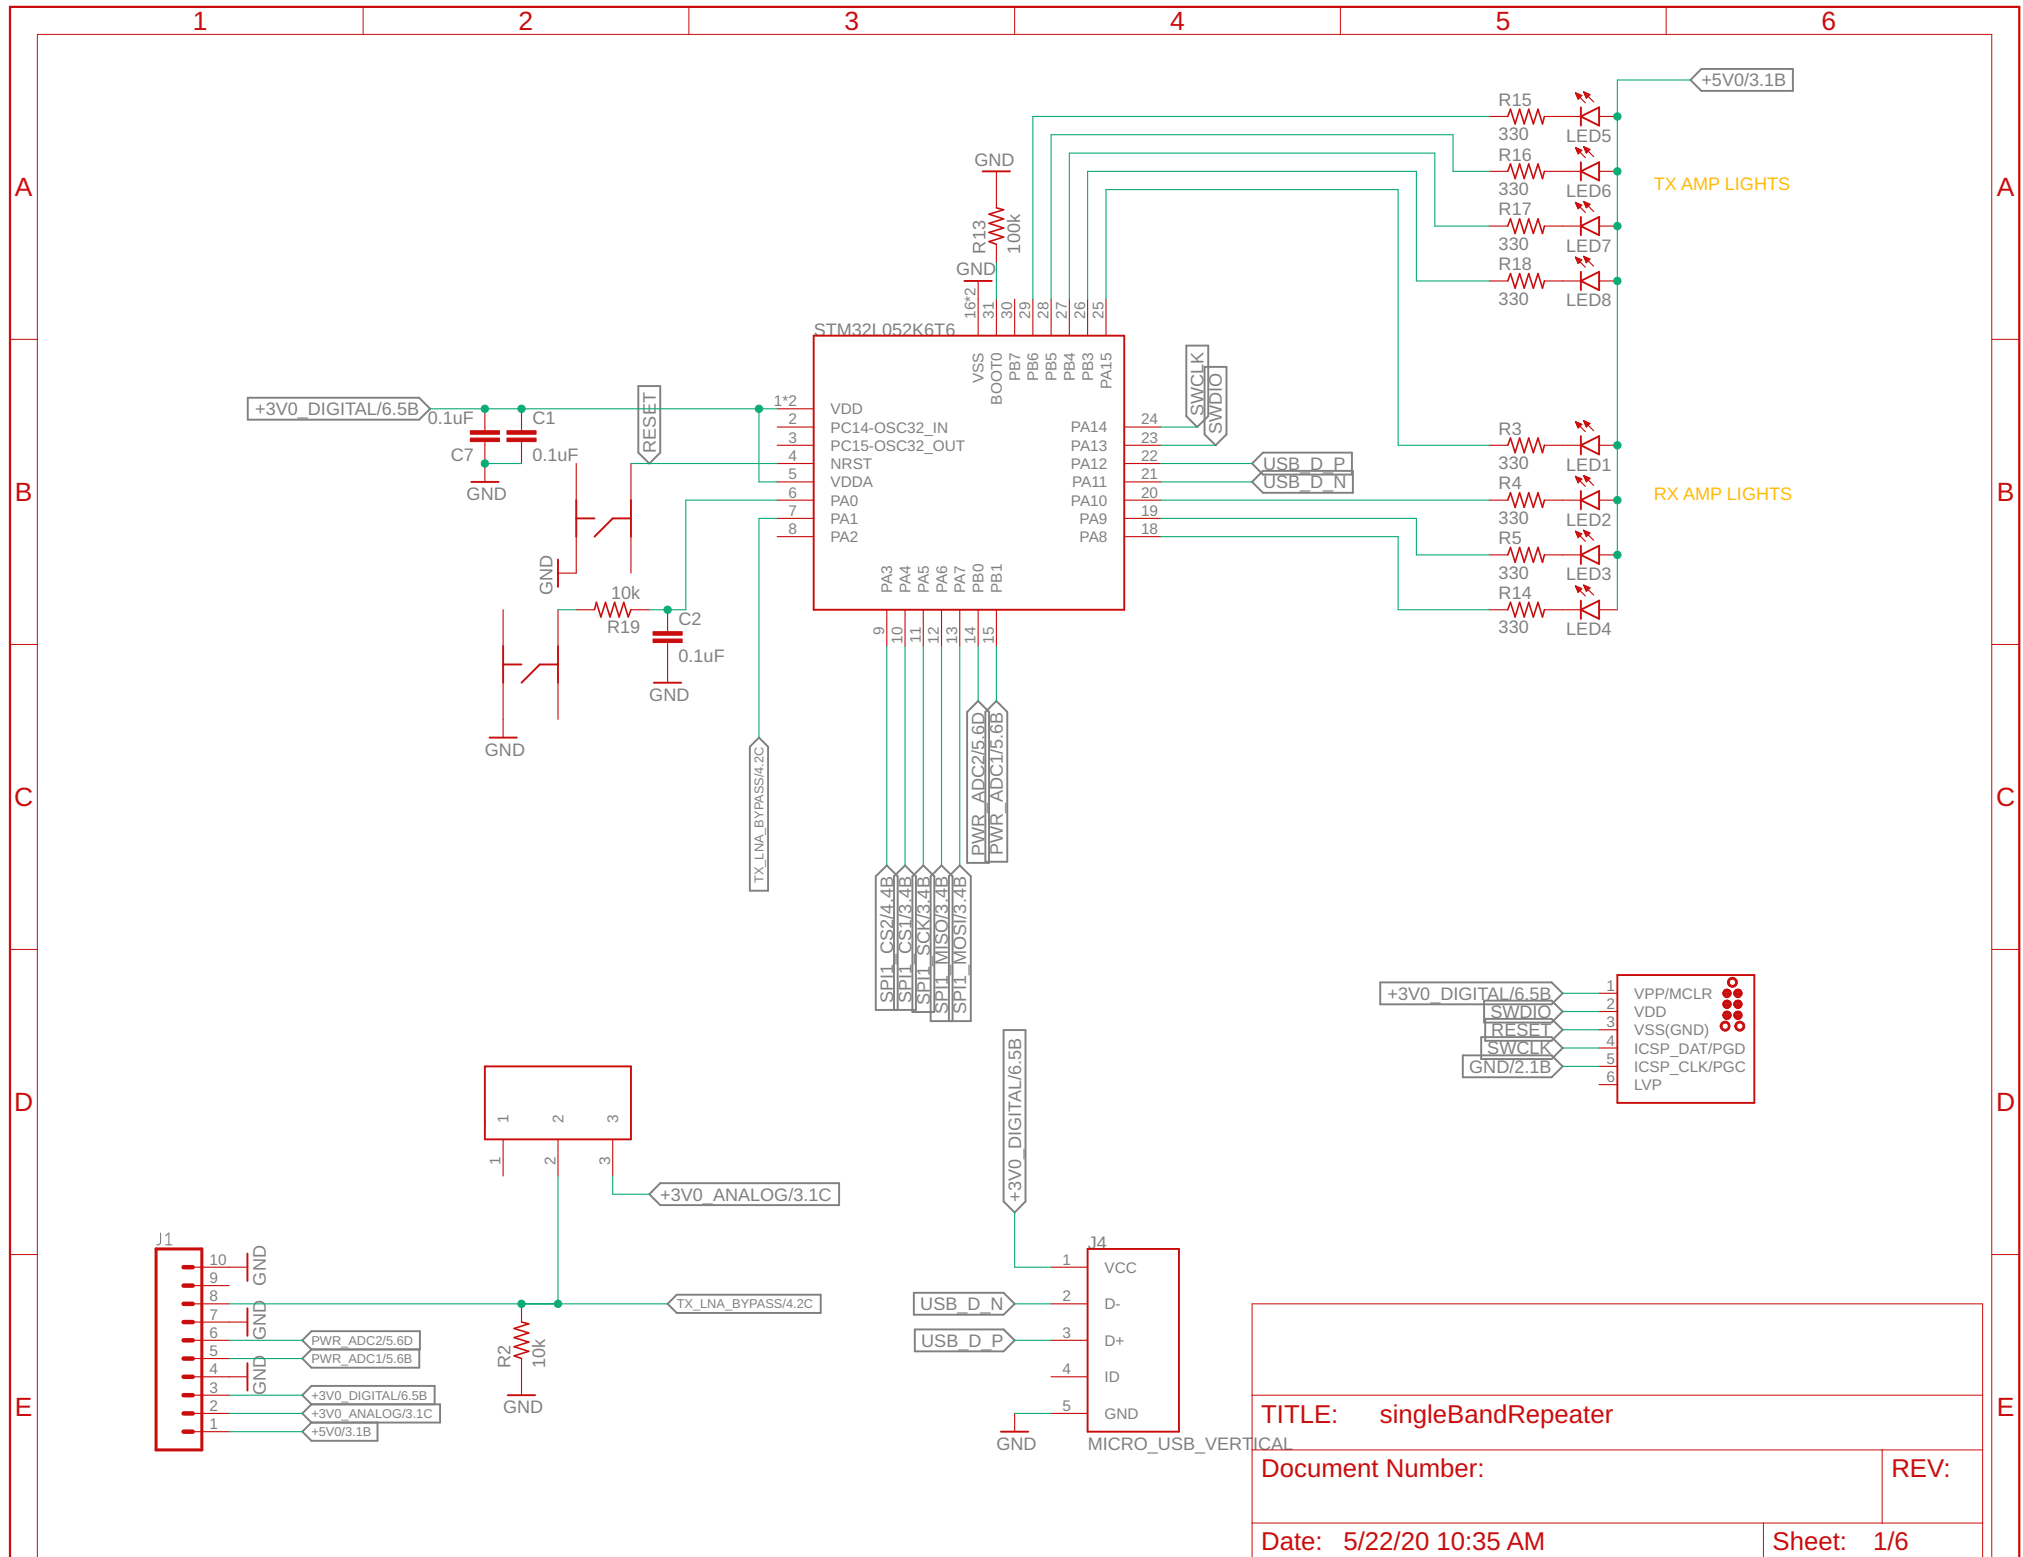 1 2 3 4 5 6
A A
B B
C C
D D
E E
+5V0/3.1B
R15
330
LED5
R16
330
LED6
R17
330
LED7
R18
330
LED8
TX AMP LIGHTS
GND
R13
100k
GND
16*2
31
30
29
28
27
26
25
STM32L052K6T6
VSS
BOOT0
PB7
PB6
PB5
PB4
PB3
PA15
+3V0_DIGITAL/6.5B
0.1uF
C7
C1
0.1uF
GND
RESET
1*2 VDD
2 PC14-OSC32_IN
3 PC15-OSC32_OUT
4 NRST
5 VDDA
6 PA0
7 PA1
8 PA2
PA14 24
PA13 23
PA12 22
PA11 21
PA10 20
PA9 19
PA8 18
SWCLK
SWDIO
USB_D_P
USB_D_N
R3
330
LED1
R4
330
LED2
R5
330
LED3
R14
330
LED4
RX AMP LIGHTS
GND
10k
R19
C2
0.1uF
GND
GND
PA3
PA4
PA5
PA6
PA7
PB0
PB1
9
10
11
12
13
14
15
TX_LNA_BYPASS/4.2C
PWR_ADC2/5.6D
PWR_ADC1/5.6B
SPI1_CS2/4.4B
SPI1_CS1/3.4B
SPI1_SCK/3.4B
SPI1_MISO/3.4B
SPI1_MOSI/3.4B
+3V0_DIGITAL/6.5B 1 VPP/MCLR
SWDIO 2 VDD
RESET 3 VSS(GND)
SWCLK 4 ICSP_DAT/PGD
GND/2.1B 5 ICSP_CLK/PGC
6 LVP
1 2 3
1 2 3
+3V0_ANALOG/3.1C
+3V0_DIGITAL/6.5B
J1
10 GND
9
8 TX_LNA_BYPASS/4.2C
7 GND
6 PWR_ADC2/5.6D
5 PWR_ADC1/5.6B
4 GND
3 +3V0_DIGITAL/6.5B
2 +3V0_ANALOG/3.1C
1 +5V0/3.1B
R2
10k
GND
J4
1 VCC
USB_D_N 2 D-
USB_D_P 3 D+
4 ID
5 GND
GND
MICRO_USB_VERTICAL
TITLE: singleBandRepeater
Document Number:
REV:
Date: 5/22/20 10:35 AM
Sheet: 1/6